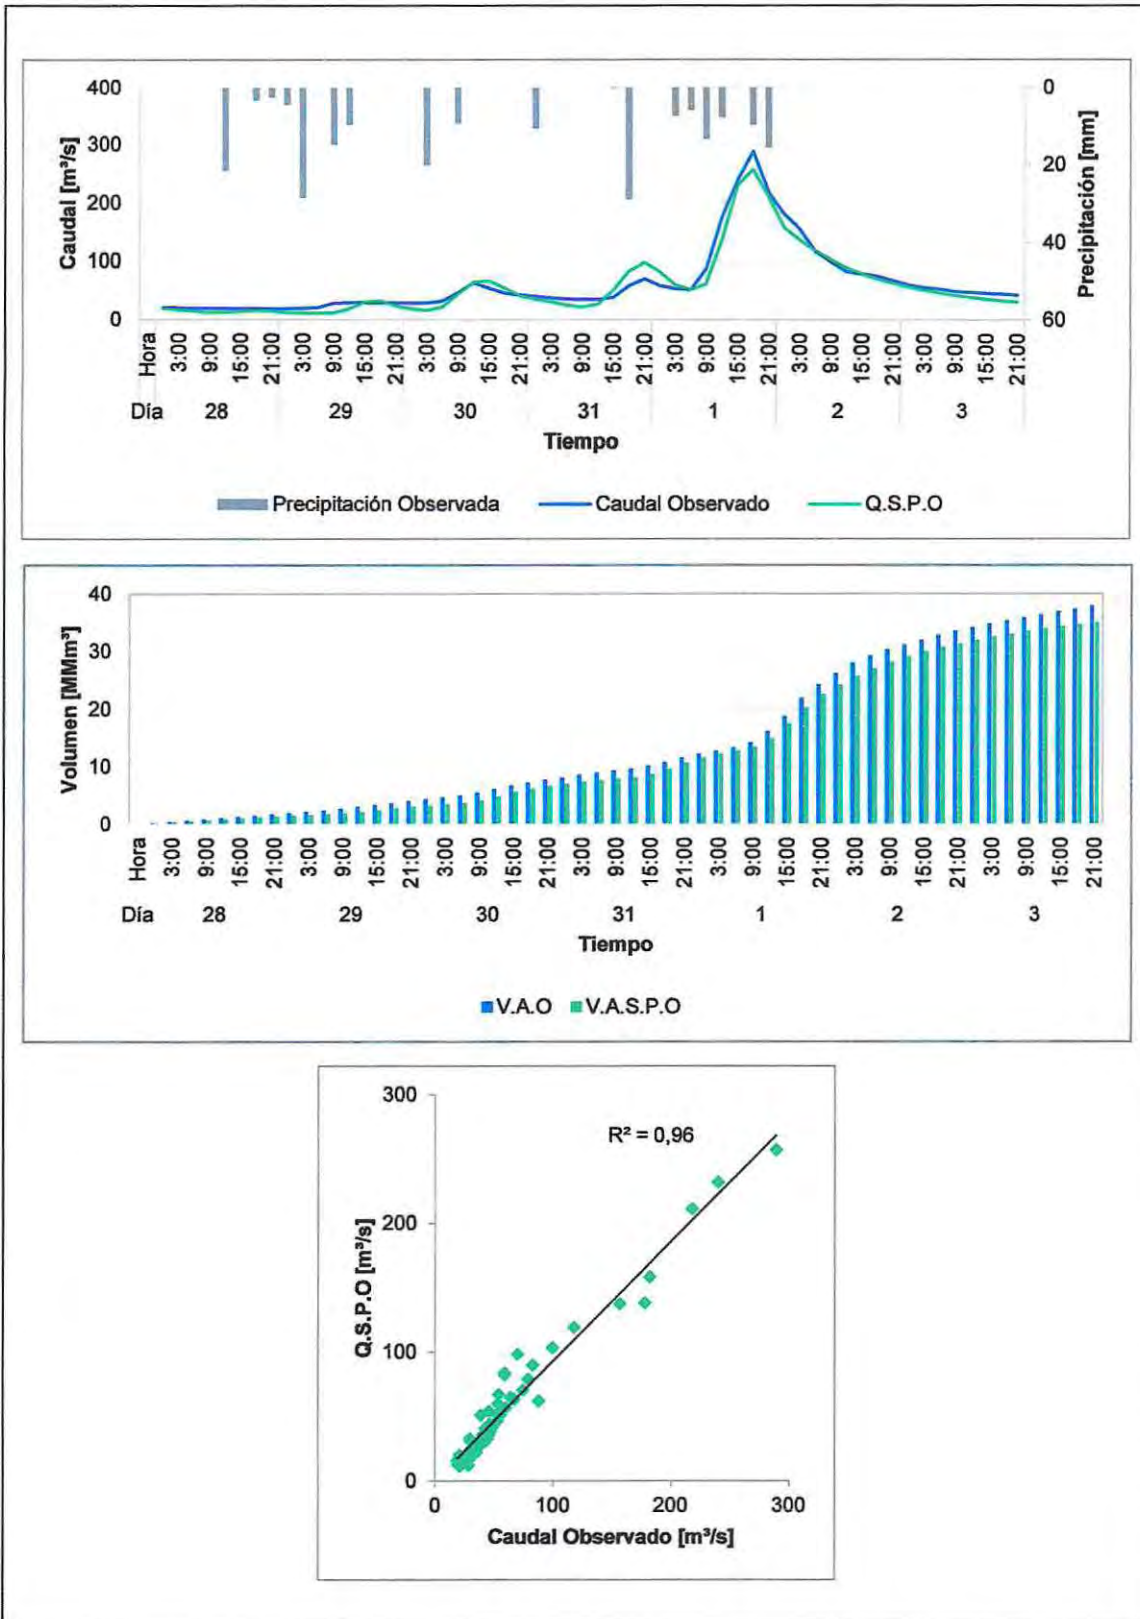 400
300
200
100
0
Caudal [m³/s]
0
20
40
60
Precipitación [mm]
Hora 3:00 9:00 15:00 21:00 3:00 9:00 15:00 21:00 3:00 9:00 15:00 21:00 3:00 9:00 15:00 21:00 3:00 9:00 15:00 21:00 3:00 9:00 15:00 21:00 3:00 9:00 15:00 21:00
Día 28 29 30 31 1 2 3
Tiempo
Precipitación Observada Caudal Observado Q.S.P.O
40
30
20
10
0
Volumen [MMm³]
Hora 3:00 9:00 15:00 21:00 3:00 9:00 15:00 21:00 3:00 9:00 15:00 21:00 3:00 9:00 15:00 21:00 3:00 9:00 15:00 21:00 3:00 9:00 15:00 21:00 3:00 9:00 15:00 21:00
Día 28 29 30 31 1 2 3
Tiempo
V.A.O V.A.S.P.O
300
200
100
0
Q.S.P.O [m³/s]
R² = 0,96
0 100 200 300
Caudal Observado [m³/s]